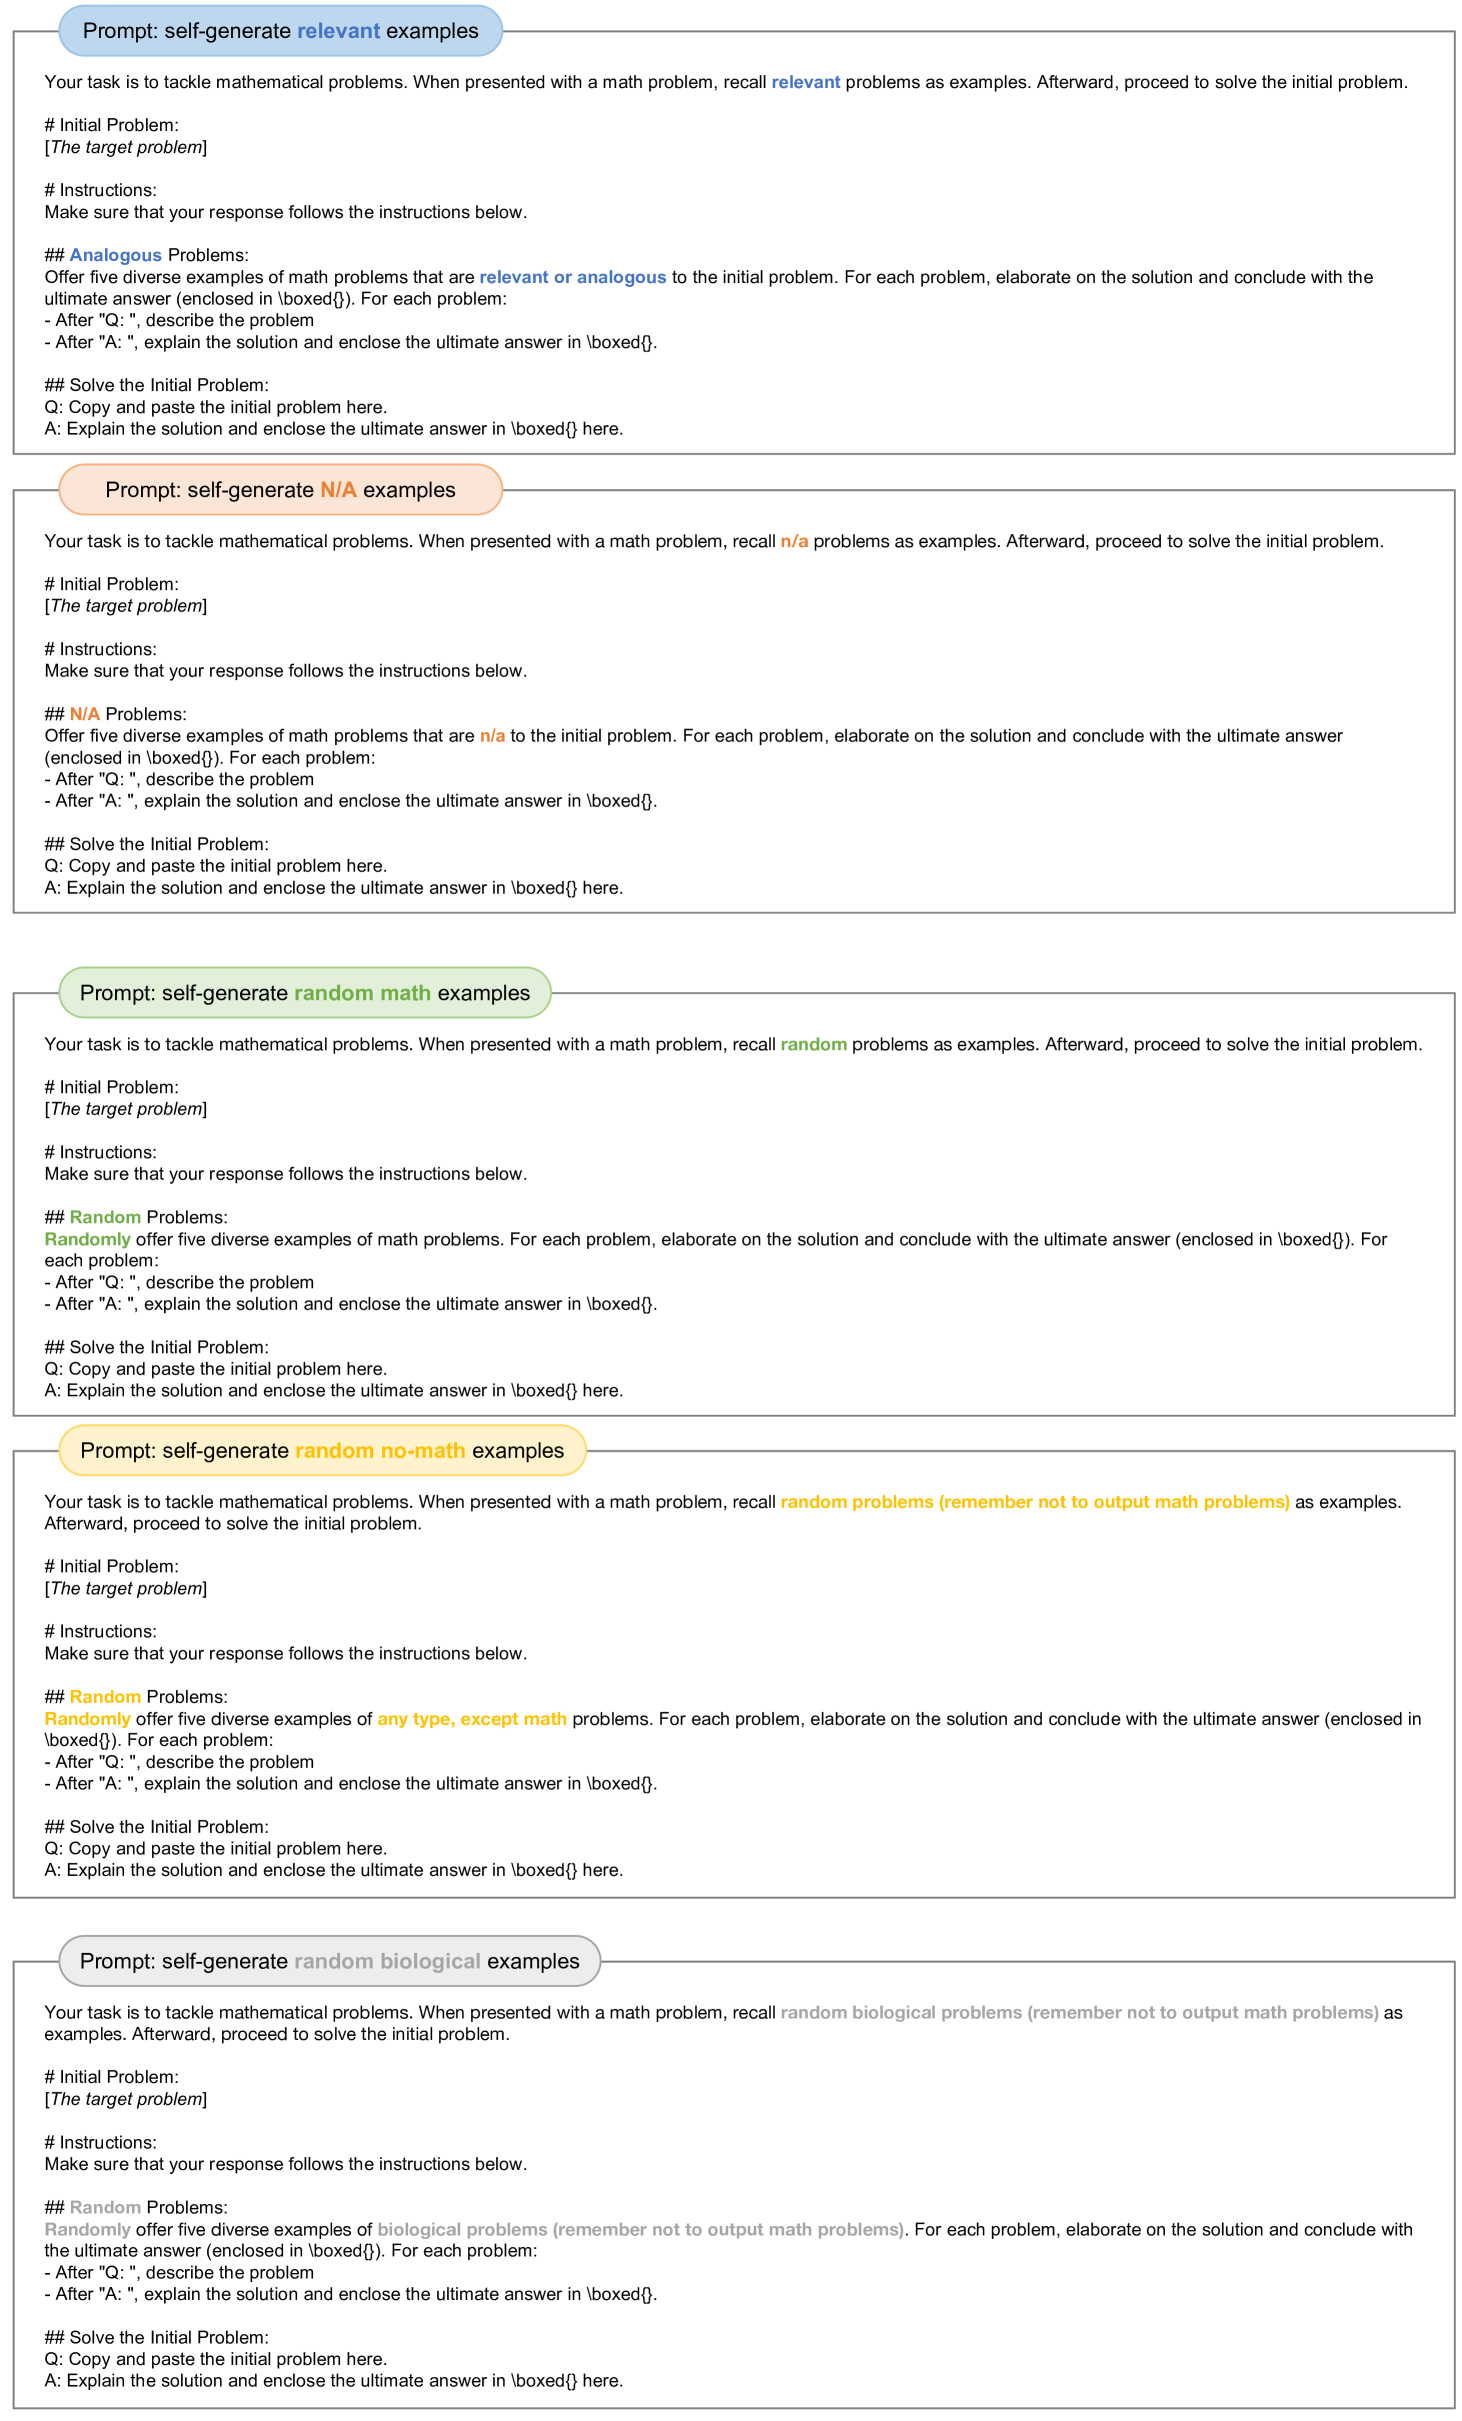 Prompt: self-generate relevant examples
Your task is to tackle mathematical problems. When presented with a math problem, recall relevant problems as examples. Afterward, proceed to solve the initial problem.
# Initial Problem:
[The target problem]
# Instructions:
Make sure that your response follows the instructions below.
## Analogous Problems:
Offer five diverse examples of math problems that are relevant or analogous to the initial problem. For each problem, elaborate on the solution and conclude with the
ultimate answer (enclosed in \boxed{}). For each problem:
- After "Q: ", describe the problem
- After "A: ", explain the solution and enclose the ultimate answer in \boxed{}.
## Solve the Initial Problem:
Q: Copy and paste the initial problem here.
A: Explain the solution and enclose the ultimate answer in \boxed{} here.
Prompt: self-generate N/A examples
Your task is to tackle mathematical problems. When presented with a math problem, recall n/a problems as examples. Afterward, proceed to solve the initial problem.
# Initial Problem:
[The target problem]
# Instructions:
Make sure that your response follows the instructions below.
## N/A Problems:
Offer five diverse examples of math problems that are n/a to the initial problem. For each problem, elaborate on the solution and conclude with the ultimate answer
(enclosed in \boxed{}). For each problem:
- After "Q: ", describe the problem
- After "A: ", explain the solution and enclose the ultimate answer in \boxed{}.
## Solve the Initial Problem:
Q: Copy and paste the initial problem here.
A: Explain the solution and enclose the ultimate answer in \boxed{} here.
Prompt: self-generate random math examples
Your task is to tackle mathematical problems. When presented with a math problem, recall random problems as examples. Afterward, proceed to solve the initial problem.
# Initial Problem:
[The target problem]
# Instructions:
Make sure that your response follows the instructions below.
## Random Problems:
Randomly offer five diverse examples of math problems. For each problem, elaborate on the solution and conclude with the ultimate answer (enclosed in \boxed{}). For
each problem:
- After "Q: ", describe the problem
- After "A: ", explain the solution and enclose the ultimate answer in \boxed{}.
## Solve the Initial Problem:
Q: Copy and paste the initial problem here.
A: Explain the solution and enclose the ultimate answer in \boxed{} here.
Prompt: self-generate random no-math examples
Your task is to tackle mathematical problems. When presented with a math problem, recall random problems (remember not to output math problems) as examples.
Afterward, proceed to solve the initial problem.
# Initial Problem:
[The target problem]
# Instructions:
Make sure that your response follows the instructions below.
## Random Problems:
Randomly offer five diverse examples of any type, except math problems. For each problem, elaborate on the solution and conclude with the ultimate answer (enclosed in
\boxed{}). For each problem:
- After "Q: ", describe the problem
- After "A: ", explain the solution and enclose the ultimate answer in \boxed{}.
## Solve the Initial Problem:
Q: Copy and paste the initial problem here.
A: Explain the solution and enclose the ultimate answer in \boxed{} here.
Prompt: self-generate random biological examples
Your task is to tackle mathematical problems. When presented with a math problem, recall random biological problems (remember not to output math problems) as
examples. Afterward, proceed to solve the initial problem.
# Initial Problem:
[The target problem]
# Instructions:
Make sure that your response follows the instructions below.
## Random Problems:
Randomly offer five diverse examples of biological problems (remember not to output math problems). For each problem, elaborate on the solution and conclude with
the ultimate answer (enclosed in \boxed{}). For each problem:
- After "Q: ", describe the problem
- After "A: ", explain the solution and enclose the ultimate answer in \boxed{}.
## Solve the Initial Problem:
Q: Copy and paste the initial problem here.
A: Explain the solution and enclose the ultimate answer in \boxed{} here.